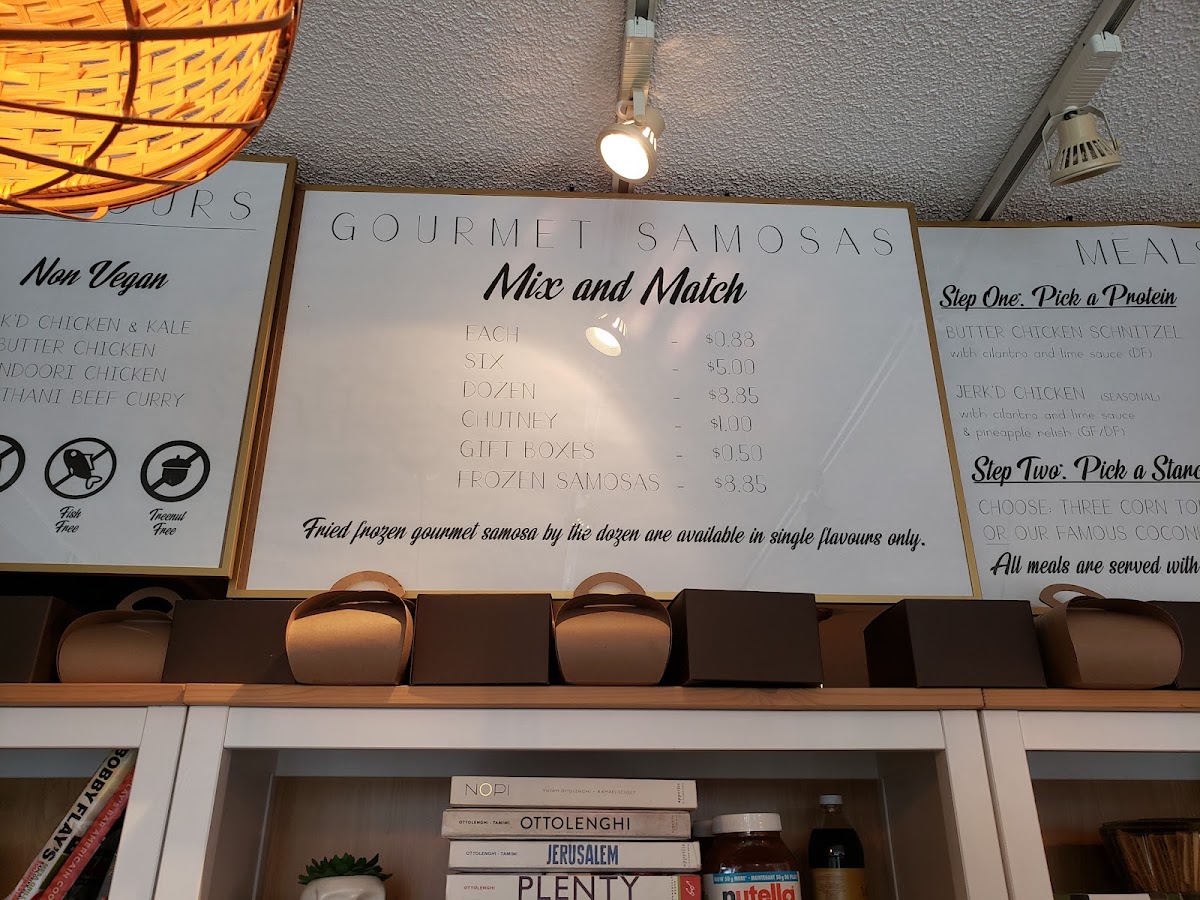 OURS
Non Vegan
K'D CHICKEN & KALE
BUTTER CHICKEN
NDOORI CHICKEN
THANI BEEF CURRY
Fish
Free
Treenut
Free
GOURMET SAMOSAS
Mix and Match
EACH - $0.88
SIX - $5.00
DOZEN - $8.85
CHUTNEY - $1.00
GIFT BOXES - $0.50
FROZEN SAMOSAS - $8.85
Fried frozen gourmet samosa by the dozen are available in single flavours only.
MEALS
Step One: Pick a Protein
BUTTER CHICKEN SCHNITZEL
with cilantro and lime sauce (DF)
JERK'D CHICKEN (SEASONAL)
with cilantro and lime sauce
& pineapple relish (GF/DF)
Step Two: Pick a Starc
CHOOSE: THREE CORN TO
OR OUR FAMOUS COCON
All meals are served with
BOBBY FLAY'S
NOPI
OTTOLENGHI
OTTOLENGHI · TAMIMI JERUSALEM
OTTOLENGHI PLENTY
nutella